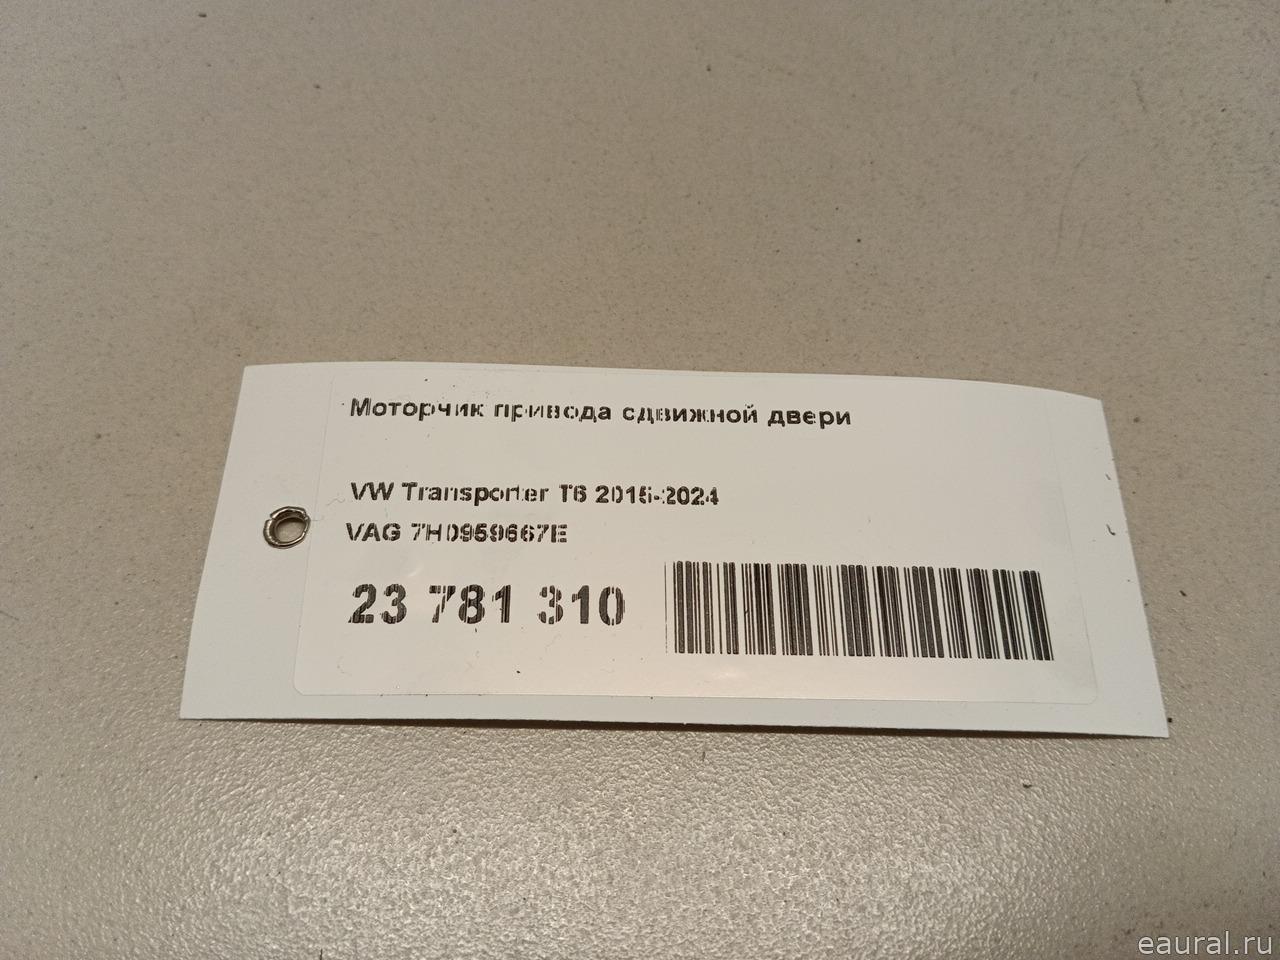 Моторчик привода сдвижной двери
VW Transporter T6 2015-2024
VAG 7H0959667E
23 781 310
eaural.ru